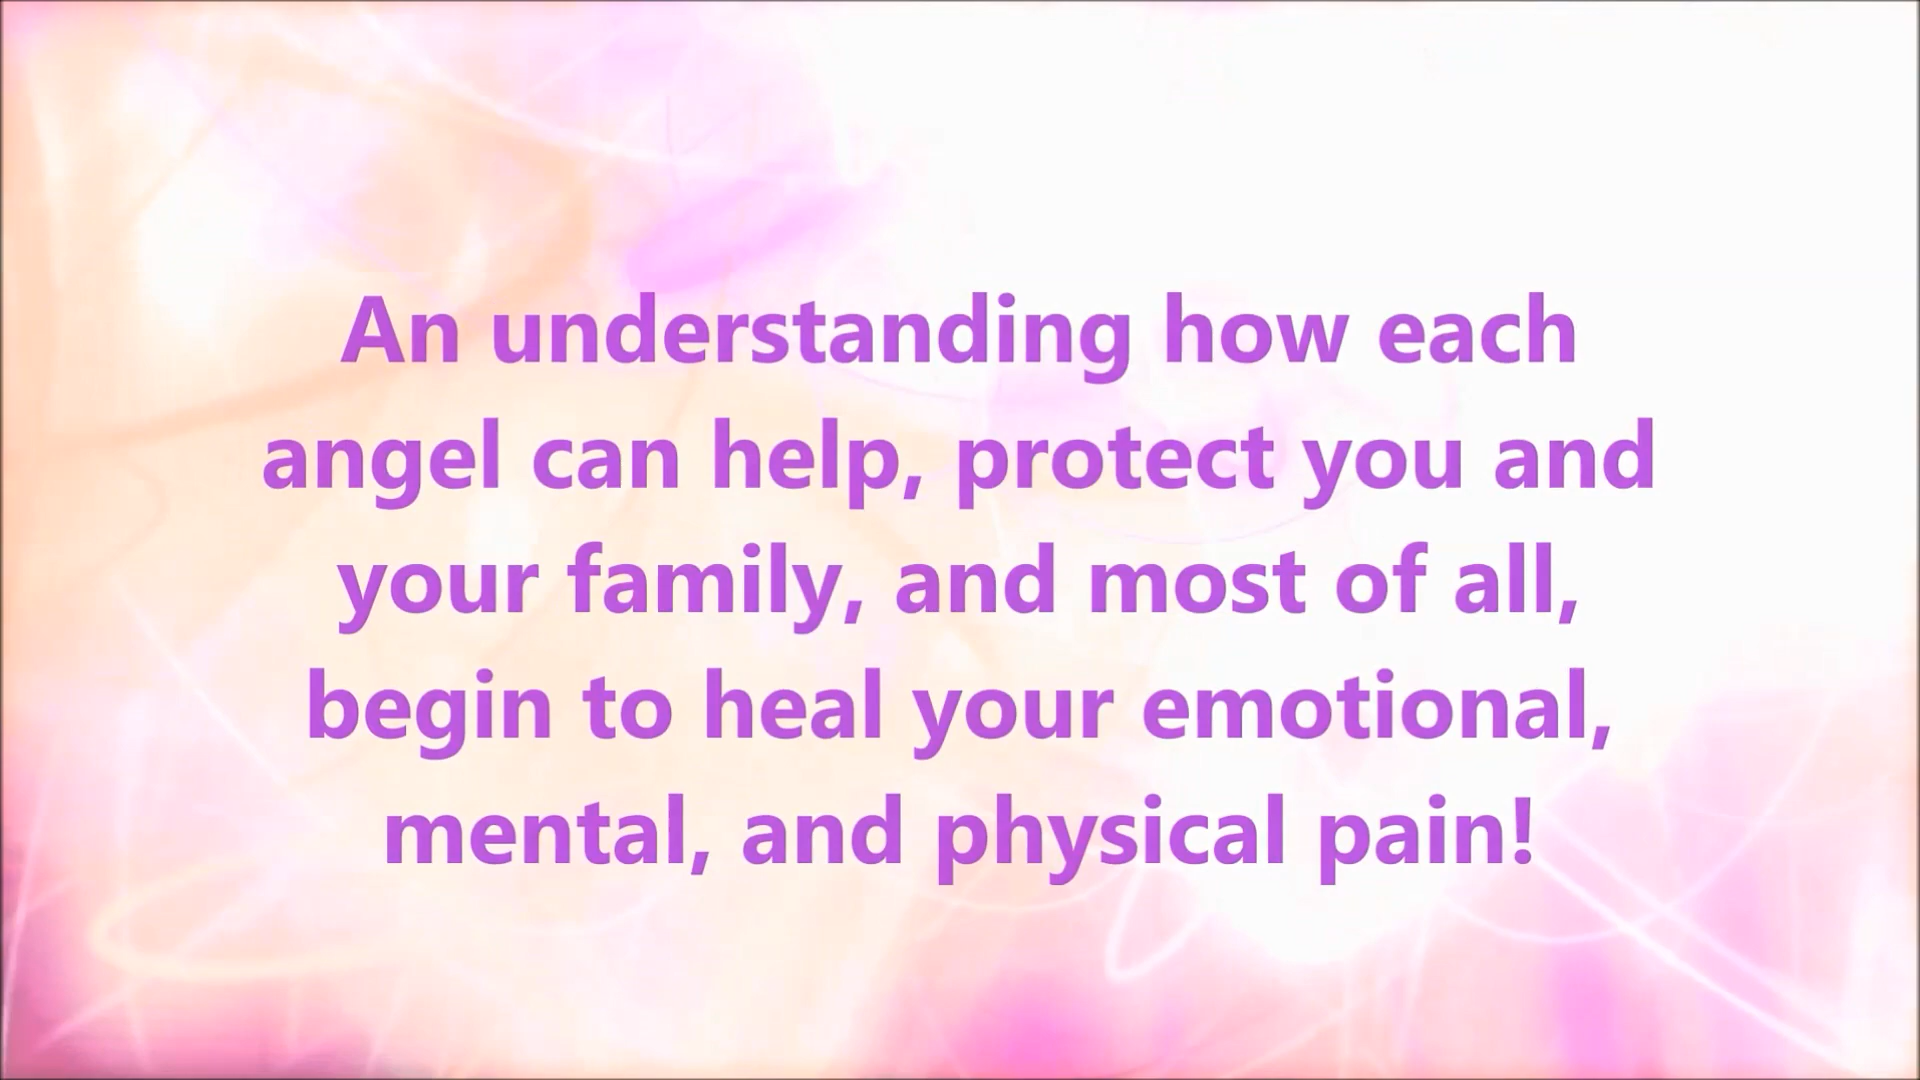 An understanding how each
angel can help, protect you and
your family, and most of all,
begin to heal your emotional,
mental, and physical pain!